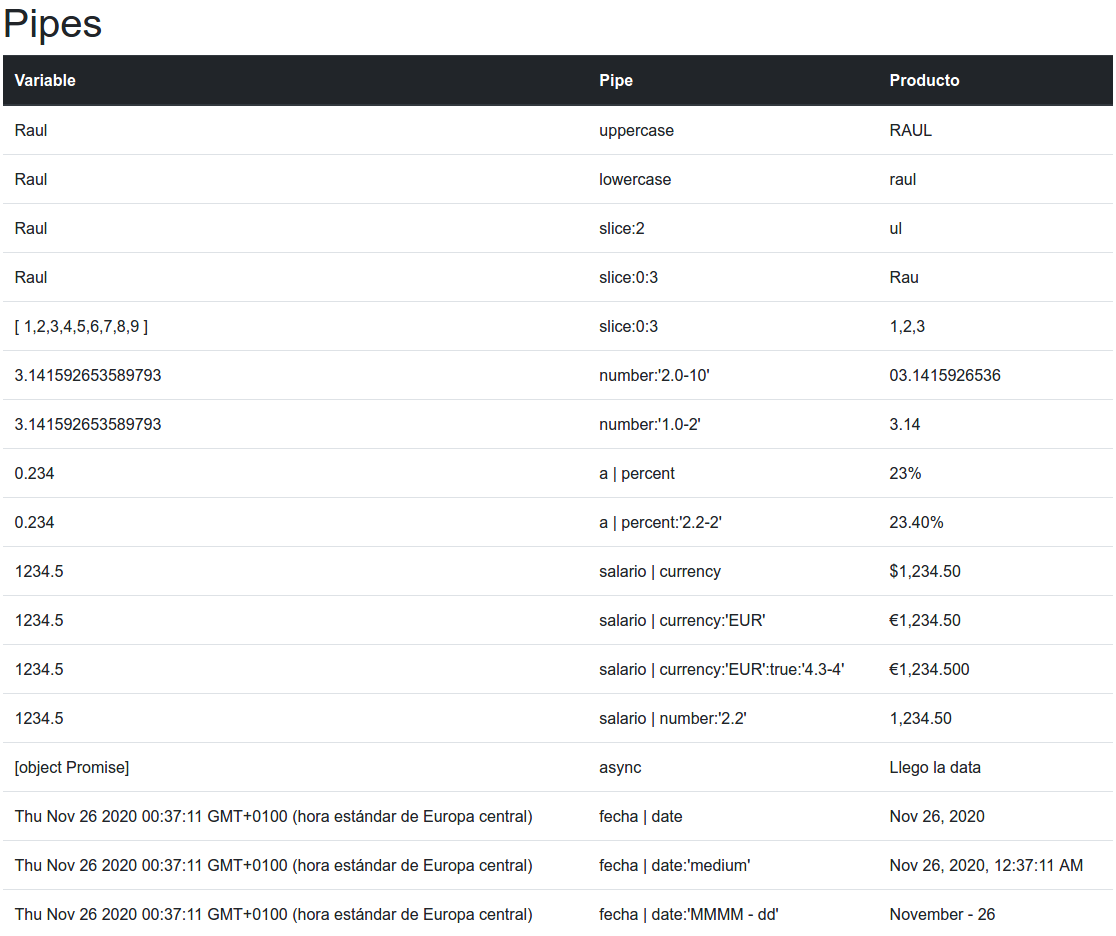 Pipes
Variable Pipe Producto
Raul uppercase RAUL
Raul lowercase raul
Raul slice:2 ul
Raul slice:0:3 Rau
[ 1,2,3,4,5,6,7,8,9 ] slice:0:3 1,2,3
3.141592653589793 number:'2.0-10' 03.1415926536
3.141592653589793 number:'1.0-2' 3.14
0.234 a | percent 23%
0.234 a | percent:'2.2-2' 23.40%
1234.5 salario | currency $1,234.50
1234.5 salario | currency:'EUR' €1,234.50
1234.5 salario | currency:'EUR':true:'4.3-4' €1,234.500
1234.5 salario | number:'2.2' 1,234.50
[object Promise] async Llego la data
Thu Nov 26 2020 00:37:11 GMT+0100 (hora estándar de Europa central) fecha | date Nov 26, 2020
Thu Nov 26 2020 00:37:11 GMT+0100 (hora estándar de Europa central) fecha | date:'medium' Nov 26, 2020, 12:37:11 AM
Thu Nov 26 2020 00:37:11 GMT+0100 (hora estándar de Europa central) fecha | date:'MMMM - dd' November - 26